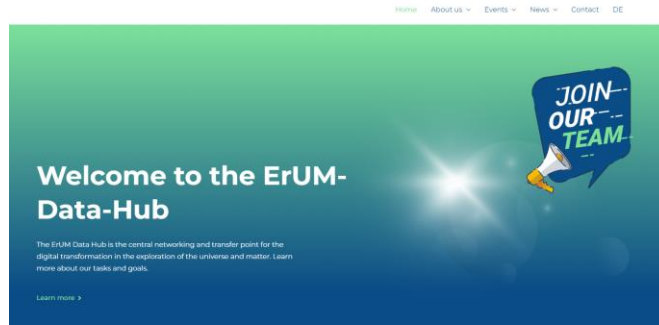 Home About us Events News Contact DE
JOIN
OUR
TEAM
Welcome to the ErUM-
Data-Hub
The ErUM Data Hub is the central networking and transfer point for the
digital transformation in the exploration of the universe and matter. Learn
more about our tasks and goals.
Learn more >